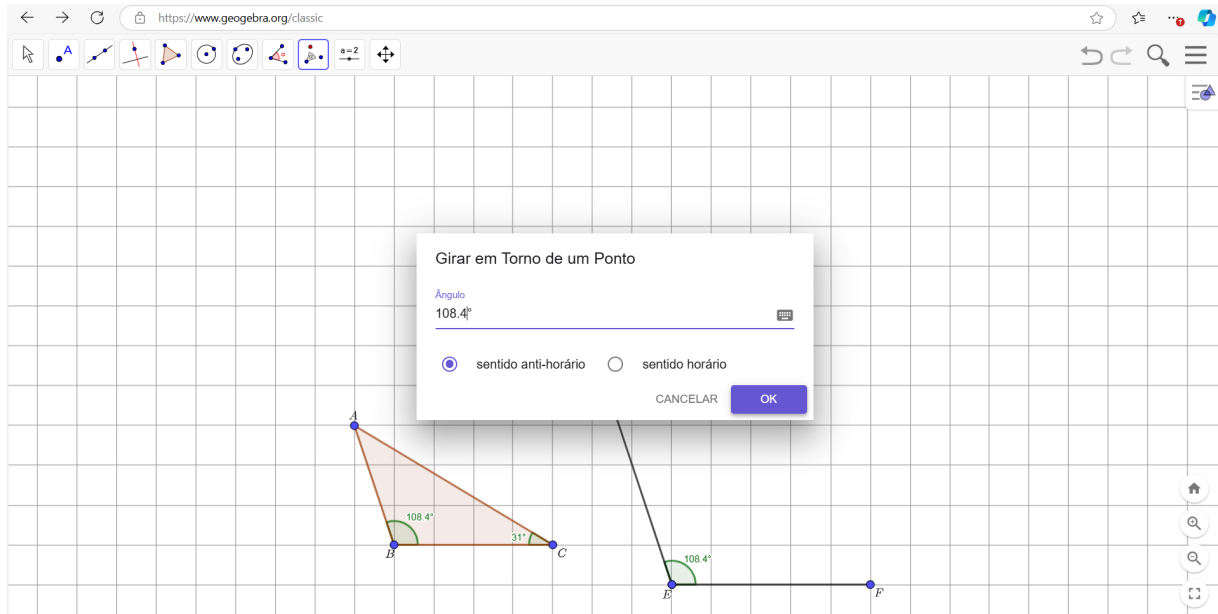 https://www.geogebra.org/classic
A
a=2
Girar em Torno de um Ponto
Ângulo
108.4°
sentido anti-horário
sentido horário
CANCELAR
OK
A
108.4°
31°
B
C
108.4°
E
F